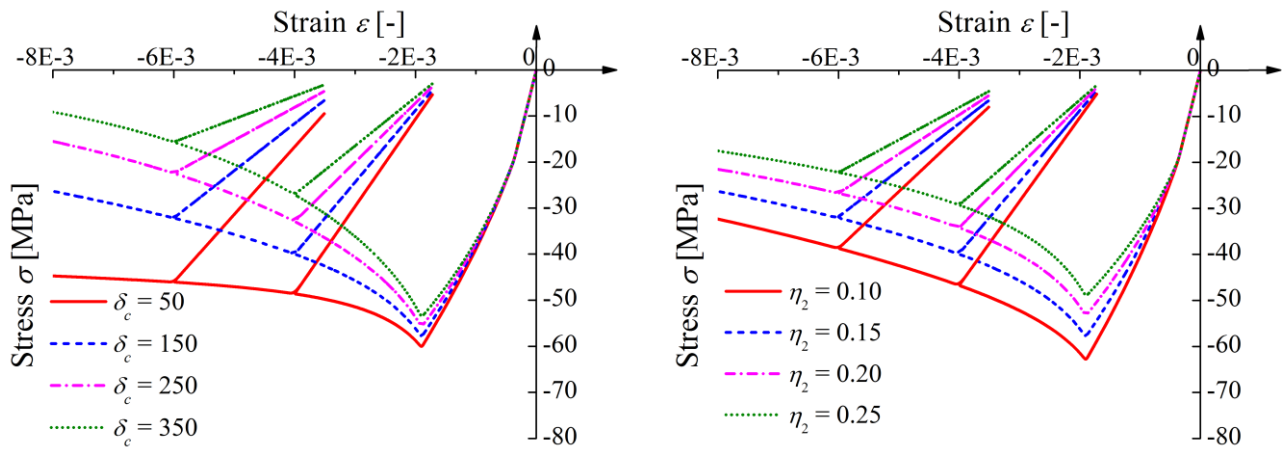 Strain ε [-]
-8E-3 -6E-3 -4E-3 -2E-3 0
0
-10
-20
-30
-40
-50
-60
-70
-80
Stress σ [MPa]
δc = 50
δc = 150
δc = 250
δc = 350
Strain ε [-]
-8E-3 -6E-3 -4E-3 -2E-3 0
0
-10
-20
-30
-40
-50
-60
-70
-80
Stress σ [MPa]
η2 = 0.10
η2 = 0.15
η2 = 0.20
η2 = 0.25